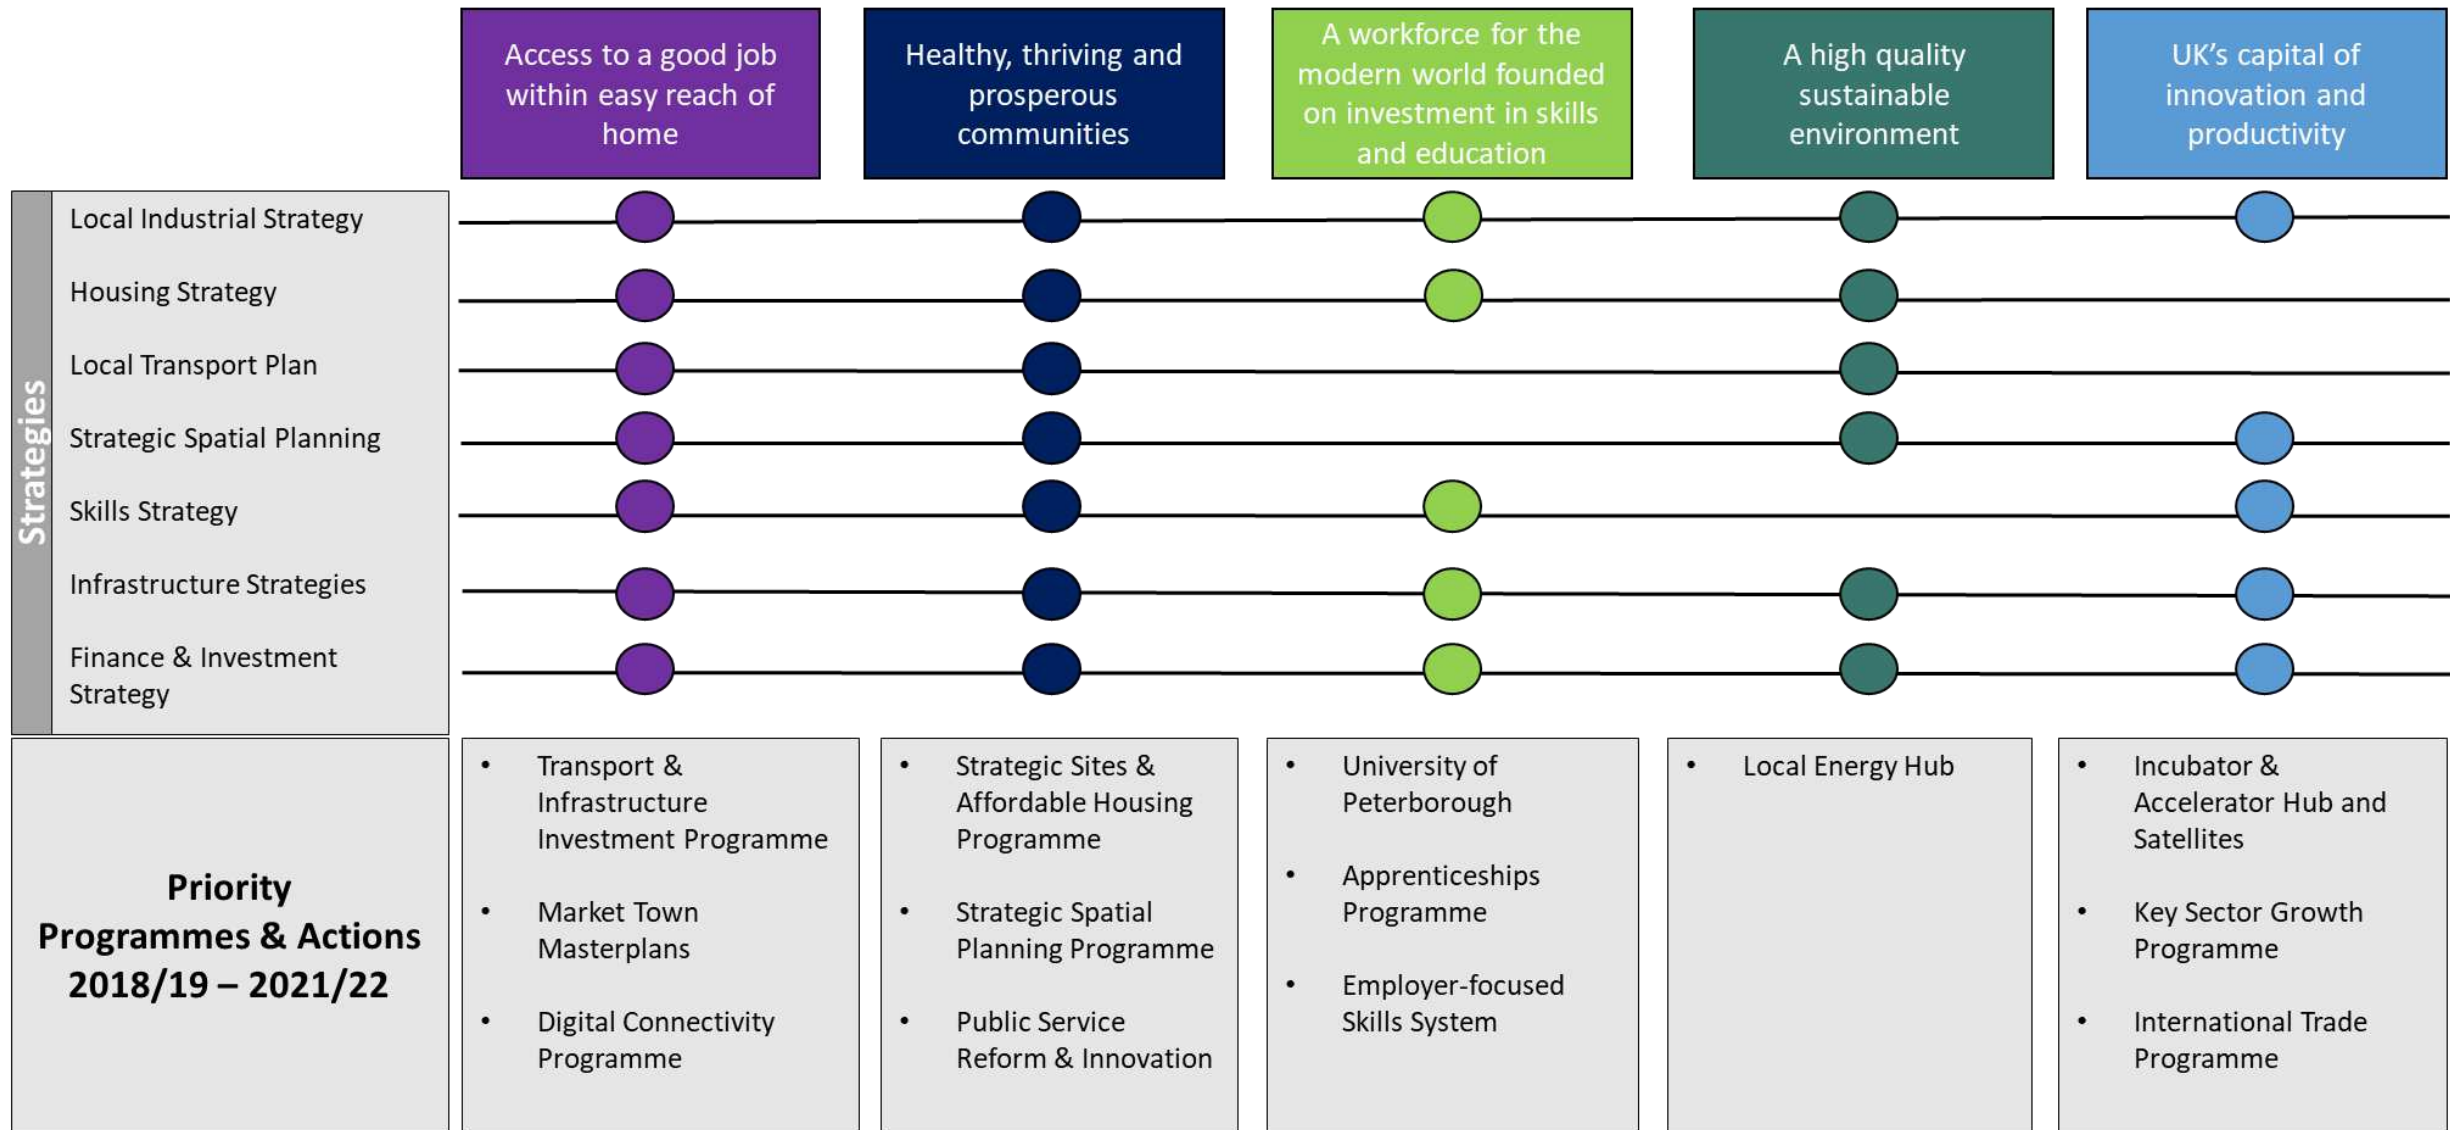 Access to a good job
within easy reach of
home
Healthy, thriving and
prosperous
communities
A workforce for the
modern world founded
on investment in skills
and education
A high quality
sustainable
environment
UK's capital of
innovation and
productivity
Strategies
Local Industrial Strategy
Housing Strategy
Local Transport Plan
Strategic Spatial Planning
Skills Strategy
Infrastructure Strategies
Finance & Investment
Strategy
Priority
Programmes & Actions
2018/19 – 2021/22
• Transport &
Infrastructure
Investment Programme
• Market Town
Masterplans
• Digital Connectivity
Programme
• Strategic Sites &
Affordable Housing
Programme
• Strategic Spatial
Planning Programme
• Public Service
Reform & Innovation
• University of
Peterborough
• Apprenticeships
Programme
• Employer-focused
Skills System
• Local Energy Hub
• Incubator &
Accelerator Hub and
Satellites
• Key Sector Growth
Programme
• International Trade
Programme